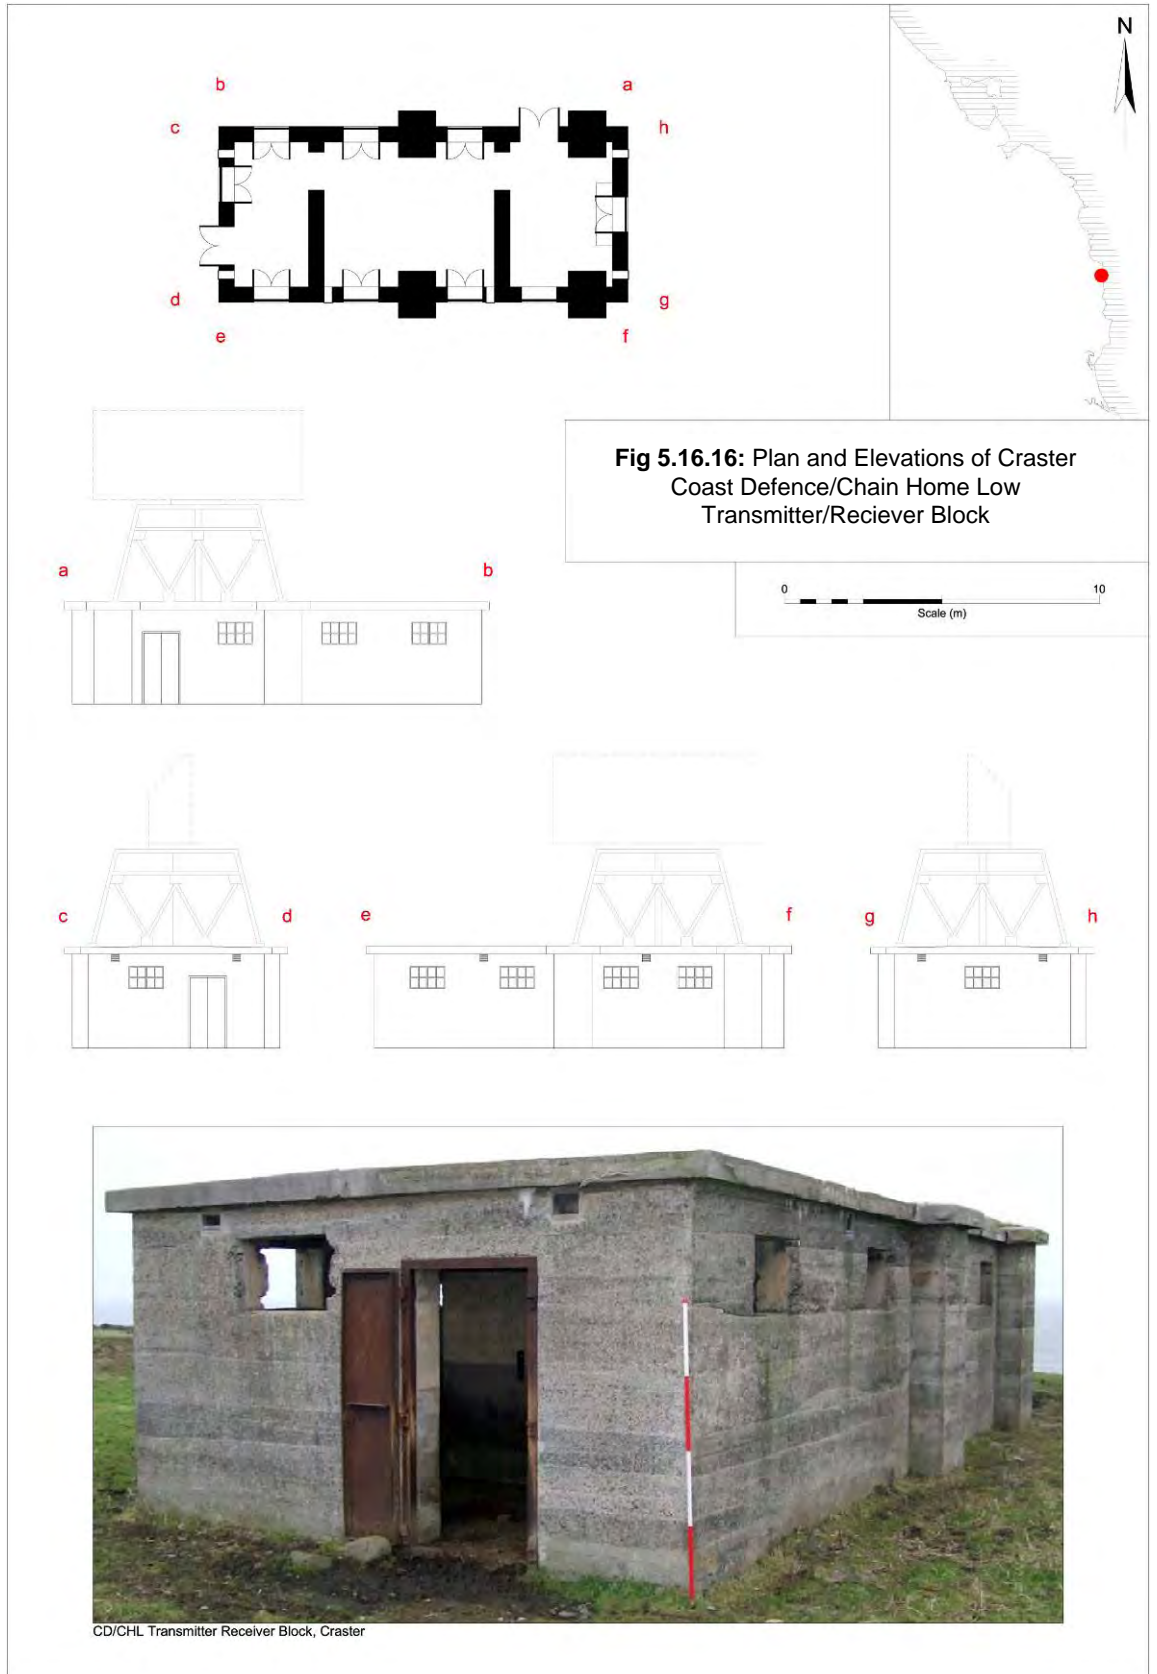 N
b
a
c
h
d
g
e
f
Fig 5.16.16: Plan and Elevations of Craster
Coast Defence/Chain Home Low
Transmitter/Reciever Block
a
b
0
10
Scale (m)
c
d
e
f
g
h
CD/CHL Transmitter Receiver Block, Craster